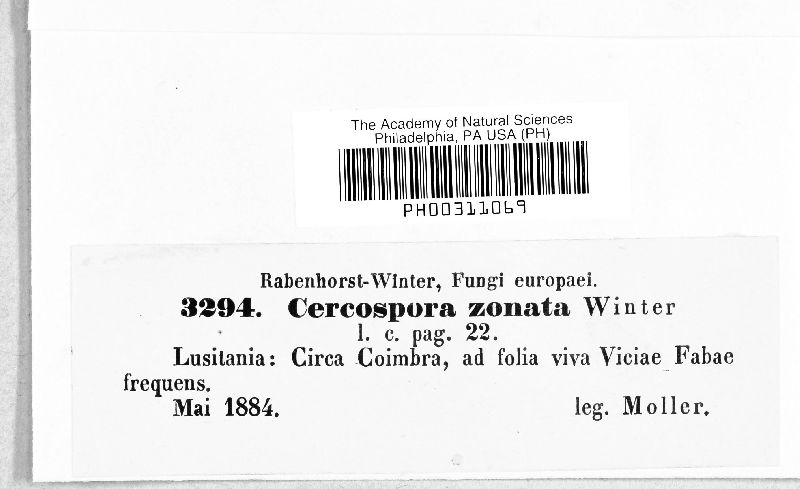 The Academy of Natural Sciences
Philadelphia, PA USA (PH)
PH00311069
Rabenhorst-Winter, Fungi europaei.
3294. Cercospora zonata Winter
l. c. pag. 22.
Lusitania: Circa Coimbra, ad folia viva Viciae Fabae
frequens.
Mai 1884. leg. Moller.